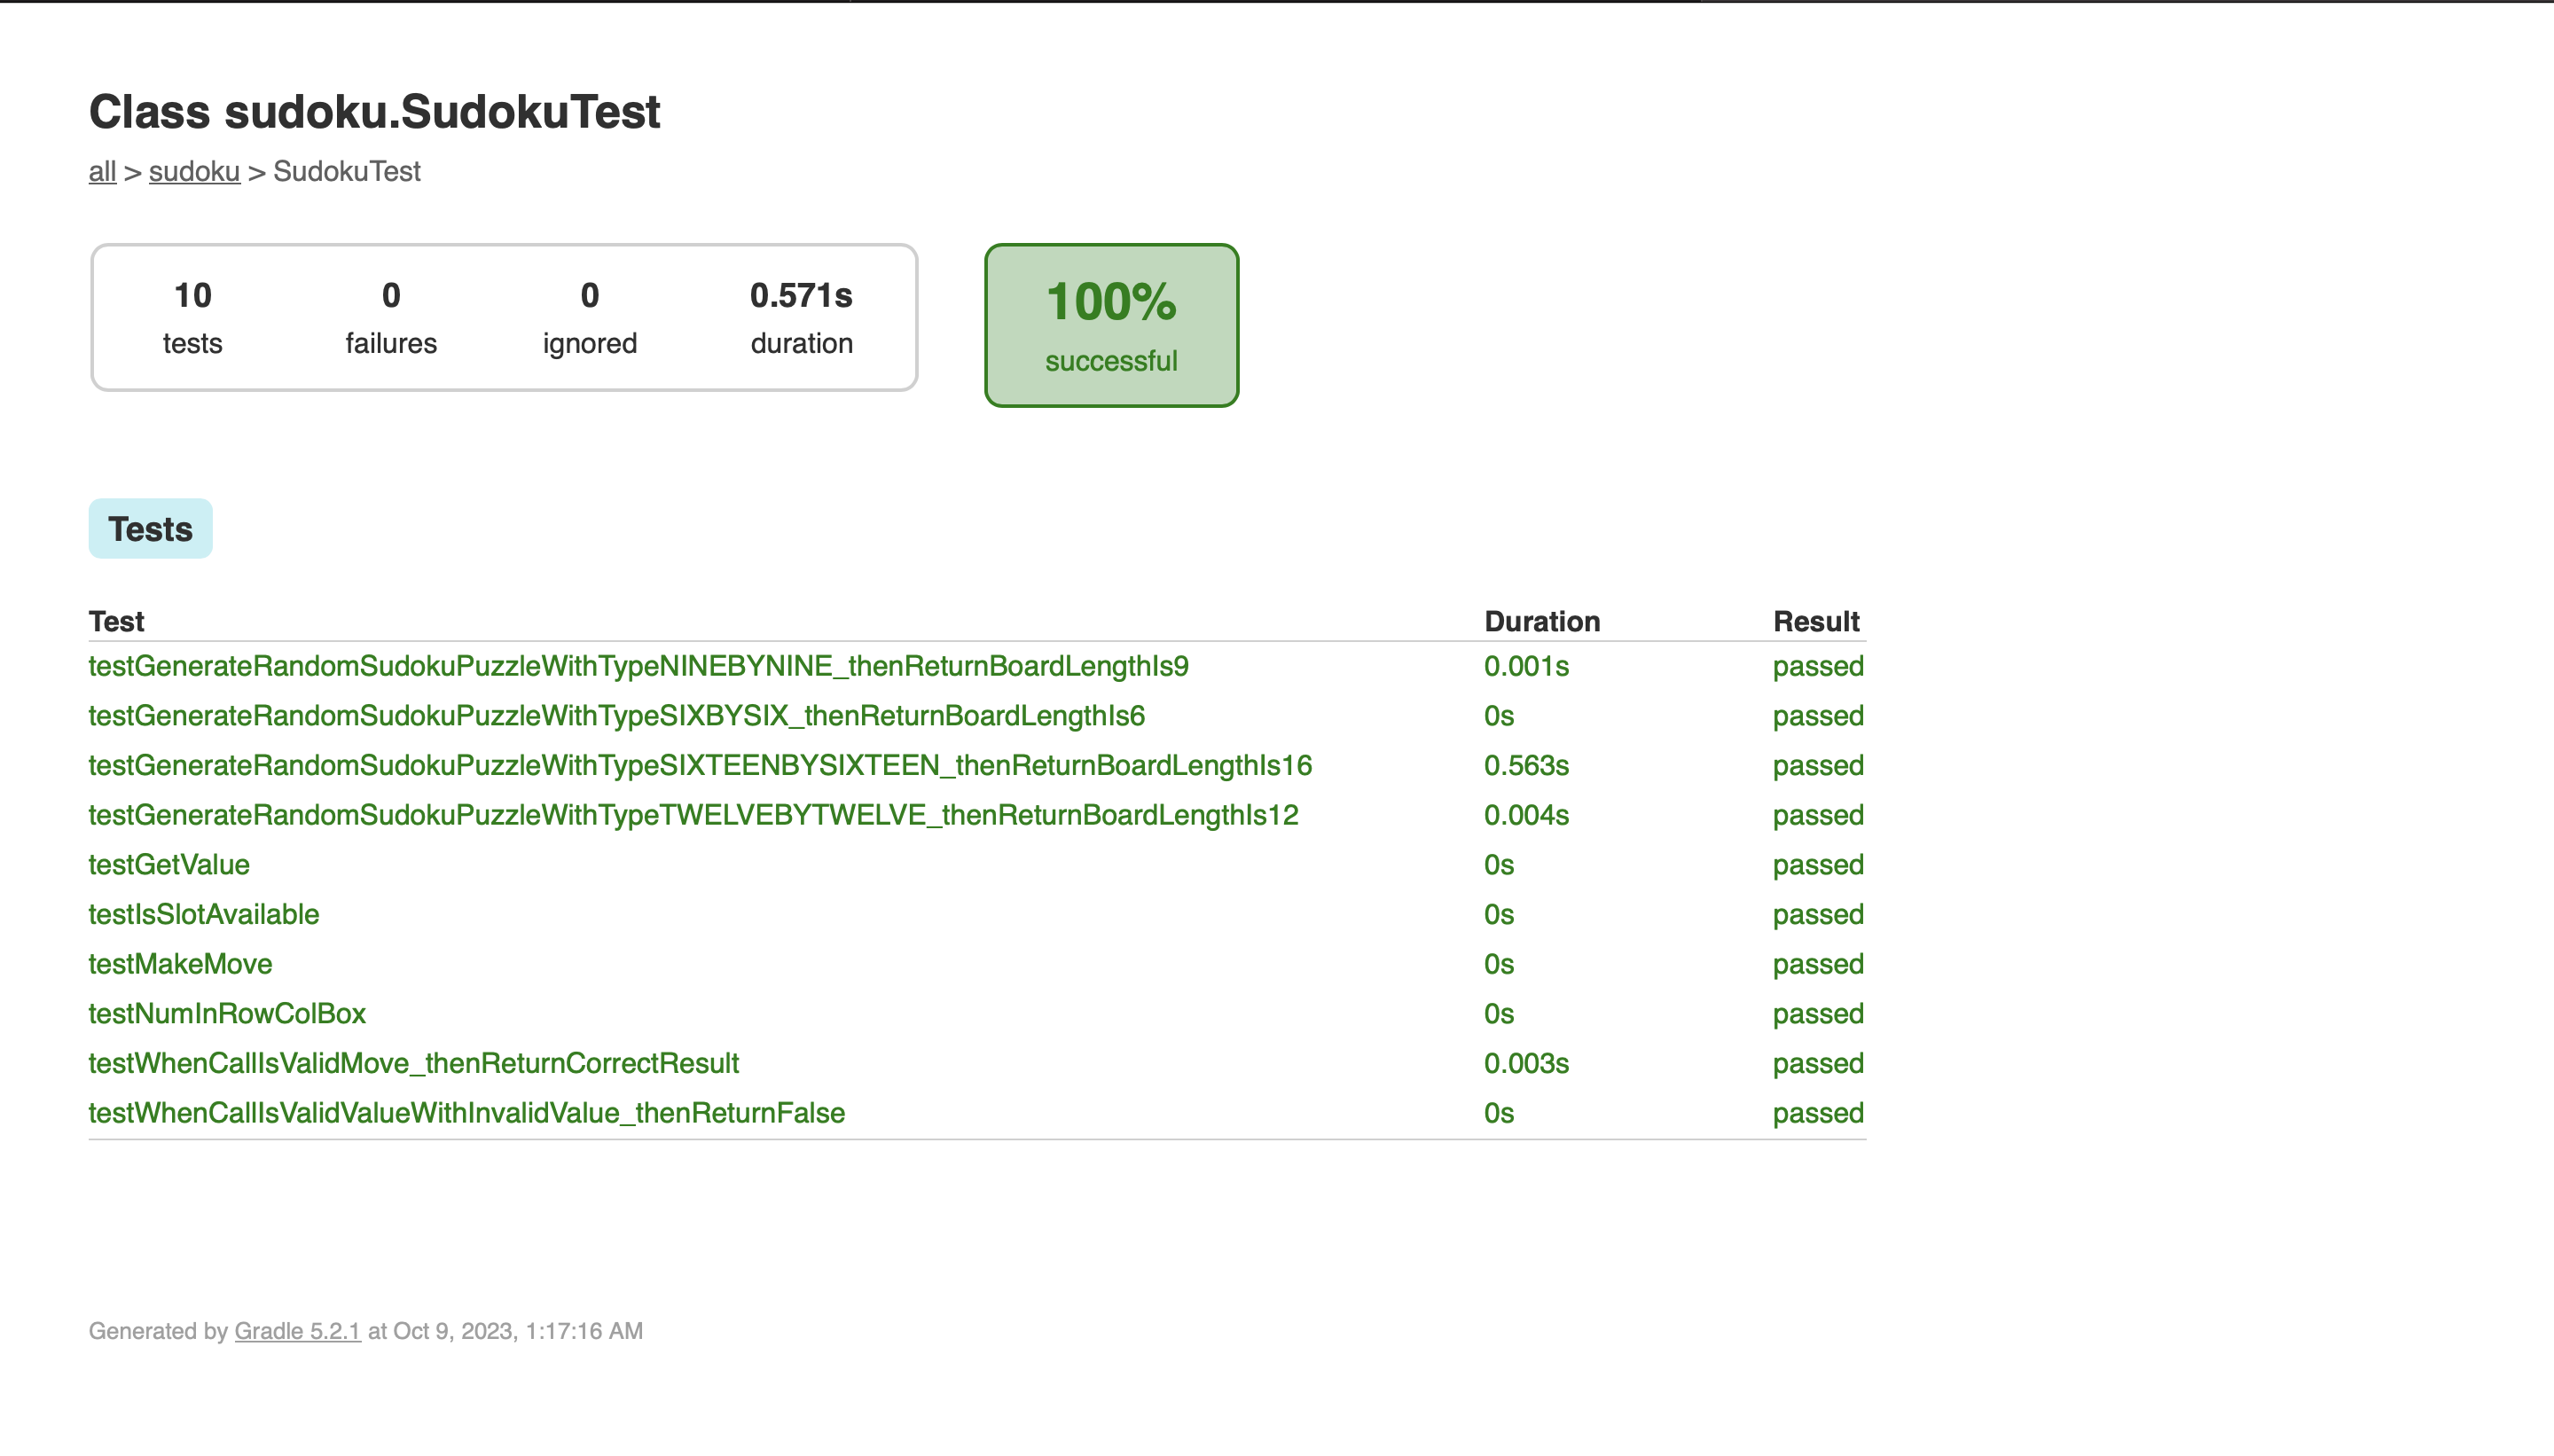 Class sudoku.SudokuTest
all > sudoku > SudokuTest
10 0 0 0.571s
tests failures ignored duration
100%
successful
Tests
Test Duration Result
testGenerateRandomSudokuPuzzleWithTypeNINEBYNINE_thenReturnBoardLengthIs9 0.001s passed
testGenerateRandomSudokuPuzzleWithTypeSIXBYSIX_thenReturnBoardLengthIs6 0s passed
testGenerateRandomSudokuPuzzleWithTypeSIXTEENBYSIXTEEN_thenReturnBoardLengthIs16 0.563s passed
testGenerateRandomSudokuPuzzleWithTypeTWELVEBYTWELVE_thenReturnBoardLengthIs12 0.004s passed
testGetValue 0s passed
testIsSlotAvailable 0s passed
testMakeMove 0s passed
testNumInRowColBox 0s passed
testWhenCallIsValidMove_thenReturnCorrectResult 0.003s passed
testWhenCallIsValidValueWithInvalidValue_thenReturnFalse 0s passed
Generated by Gradle 5.2.1 at Oct 9, 2023, 1:17:16 AM